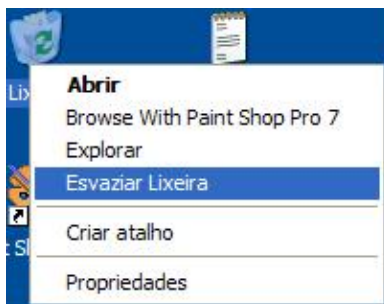 Abrir
Browse With Paint Shop Pro 7
Explorar
Esvaziar Lixeira
Criar atalho
Propriedades